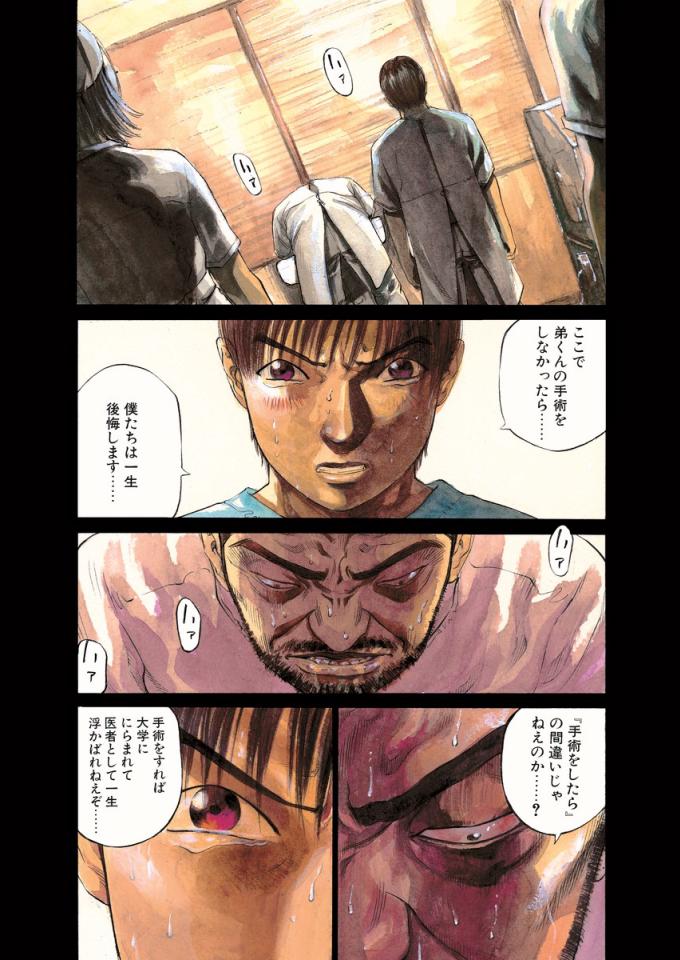 ハァ
ハァ
ここで
弟くんの手術を
しなかったら……
僕たちは一生
後悔します……
ハァ
ハァ
ハァ
『手術をしたら』
の間違いじゃ
ねえのか……?
手術をすれば
大学に
にらまれて
医者として一生
浮かばれねえぞ……